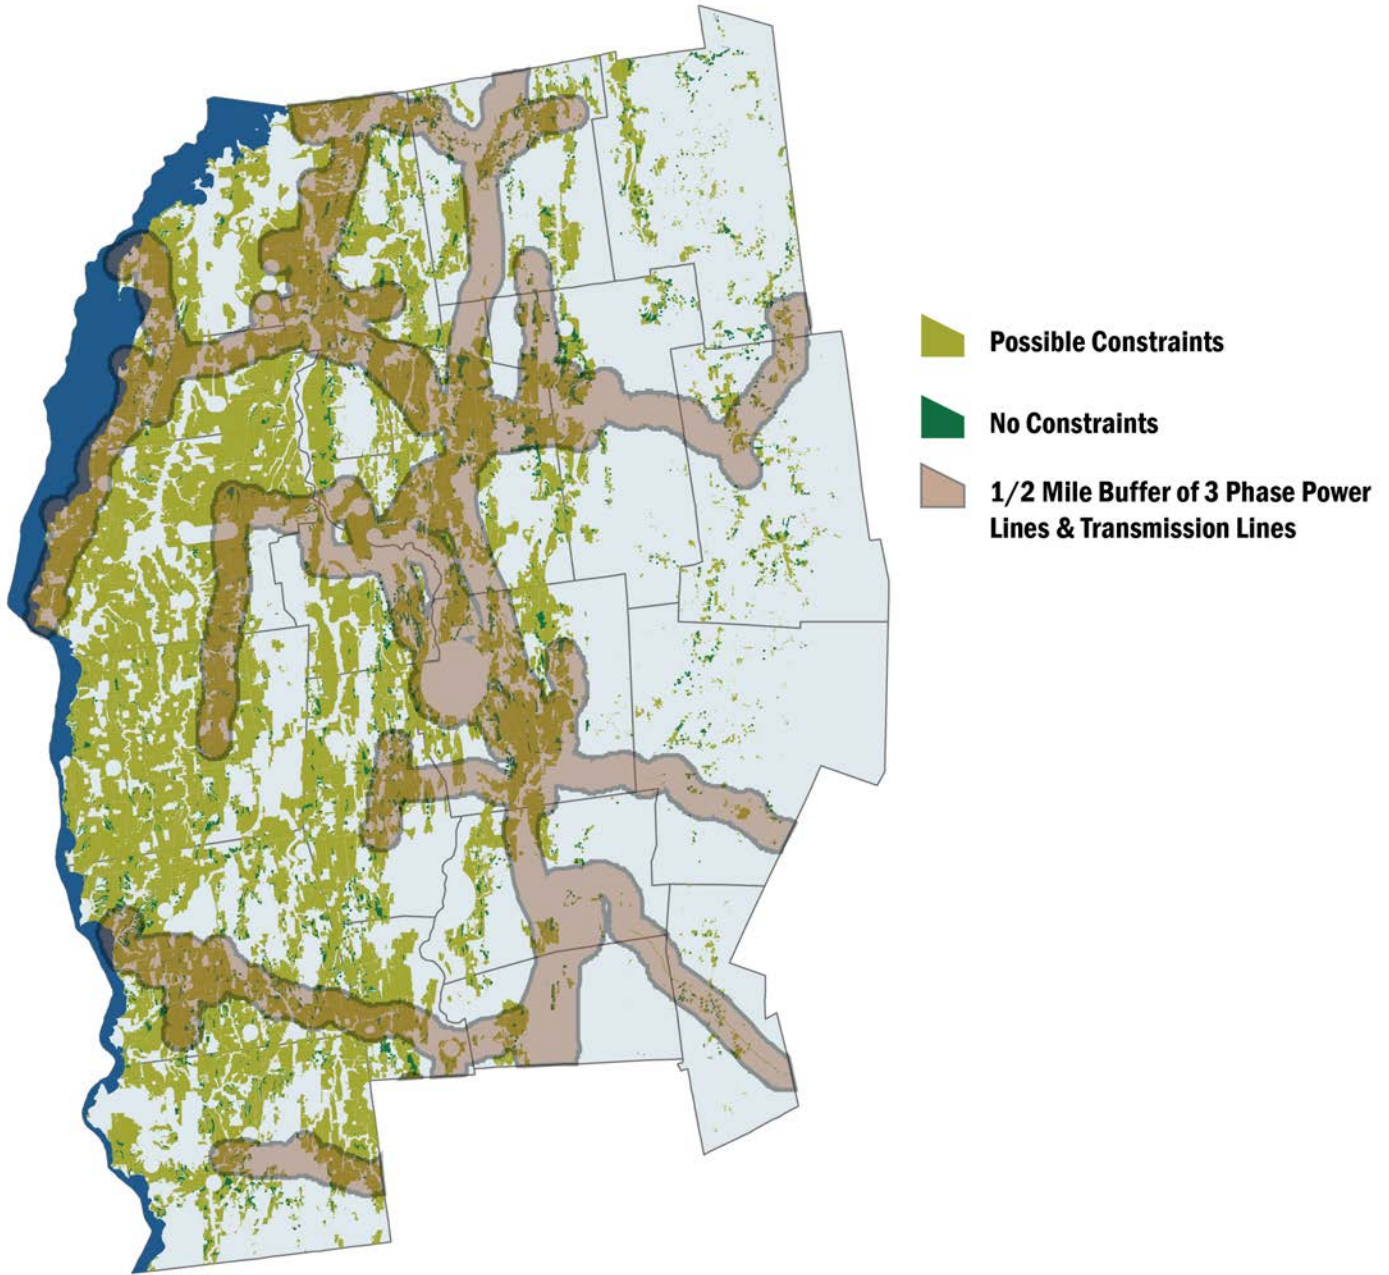 Possible Constraints
No Constraints
1/2 Mile Buffer of 3 Phase Power
Lines & Transmission Lines